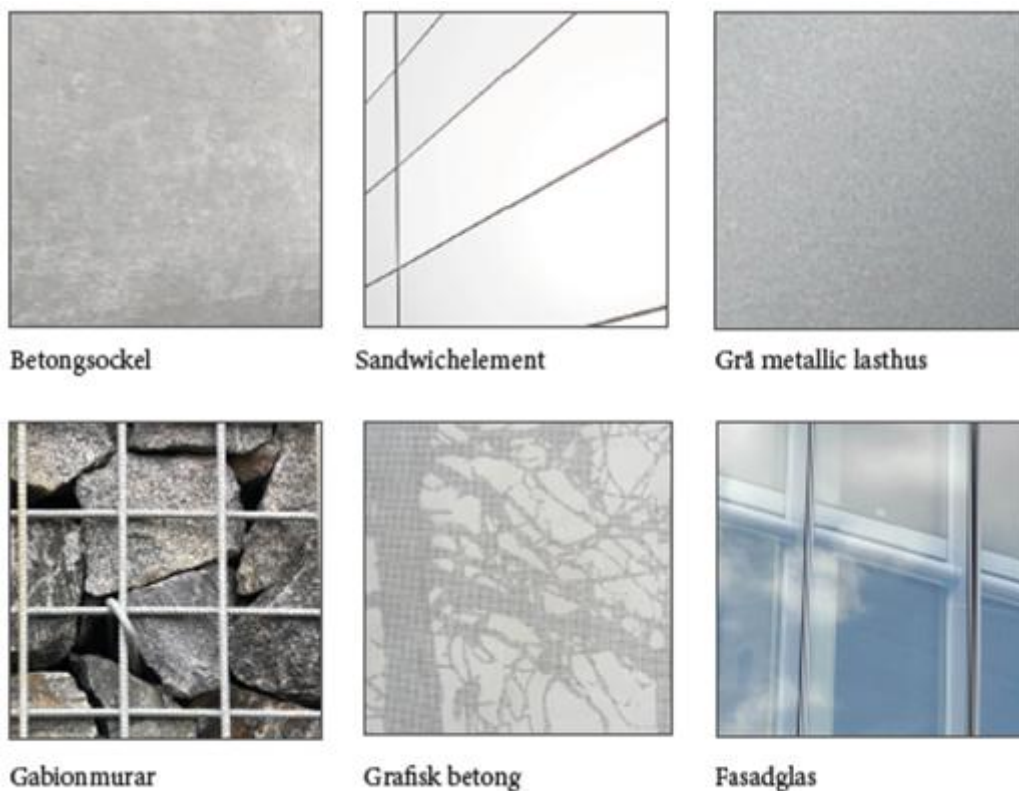 Betongsockel
Sandwichelement
Grå metallic lasthus
Gabionmurar
Grafisk betong
Fasadglas